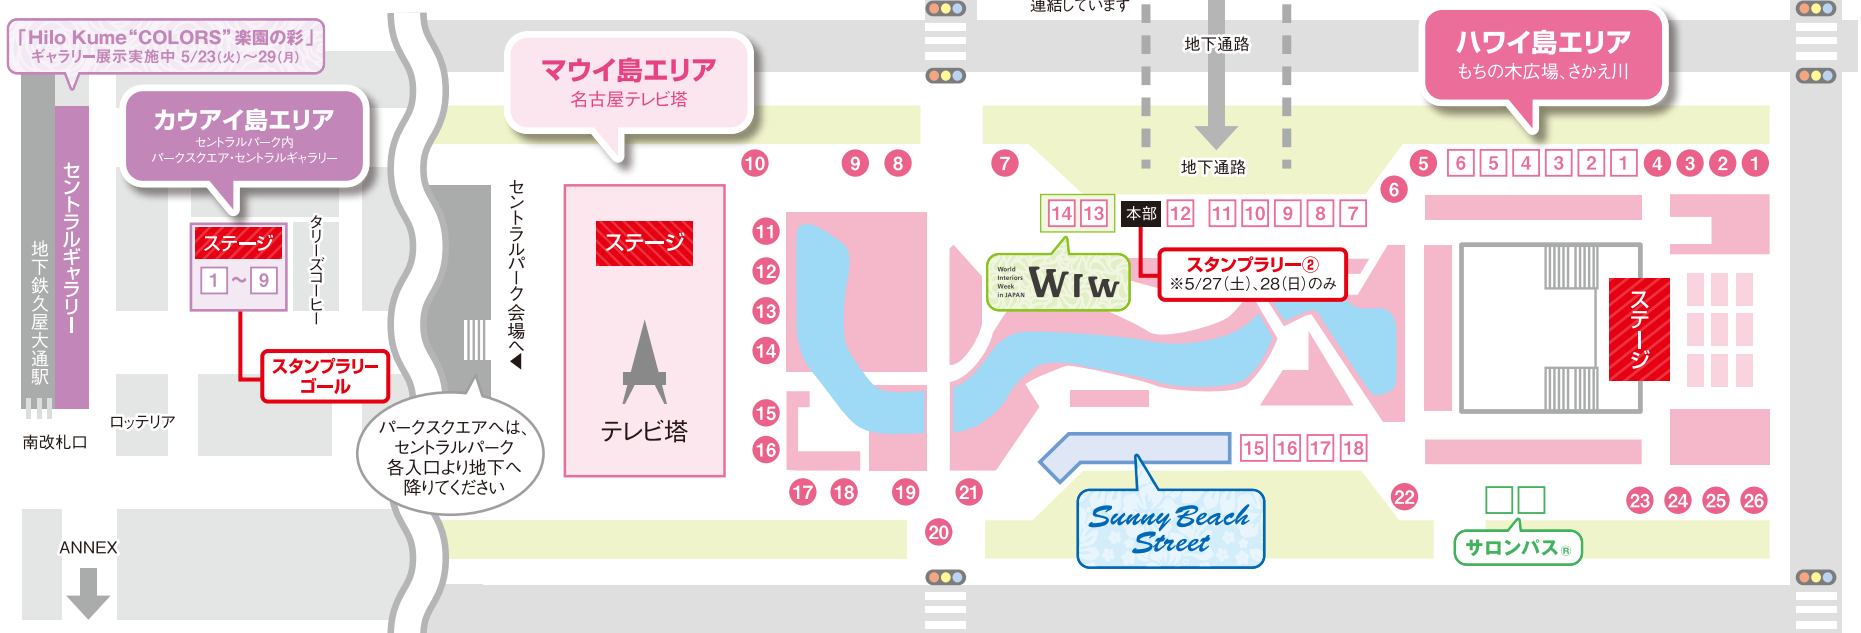 連結しています
「Hilo Kume“COLORS”楽園の彩」
ギャラリー展示実施中 5/23(火)〜29(月)
カウアイ島エリア
セントラルパーク内
パークスクエア・セントラルギャラリー
マウイ島エリア
名古屋テレビ塔
ハワイ島エリア
もちの木広場、さかえ川
地下通路
地下通路
セントラルギャラリー
地下鉄久屋大通駅
南改札口
ステージ
1〜9
タリーズコーヒー
スタンプラリー
ゴール
ロッテリア
ANNEX
セントラルパーク会場へ◀
パークスクエアへは、
セントラルパーク
各入口より地下へ
降りてください
ステージ
テレビ塔
10 9 8 7
5 6 5 4 3 2 1 4 3 2 1
6
14 13 本部 12 11 10 9 8 7
World
Interiors
Week
in JAPAN
WIW
スタンプラリー②
※5/27(土)、28(日)のみ
ステージ
11
12
13
14
15
16
17 18 19 21
20
15 16 17 18
22
23 24 25 26
Sunny Beach
Street
サロンパス®